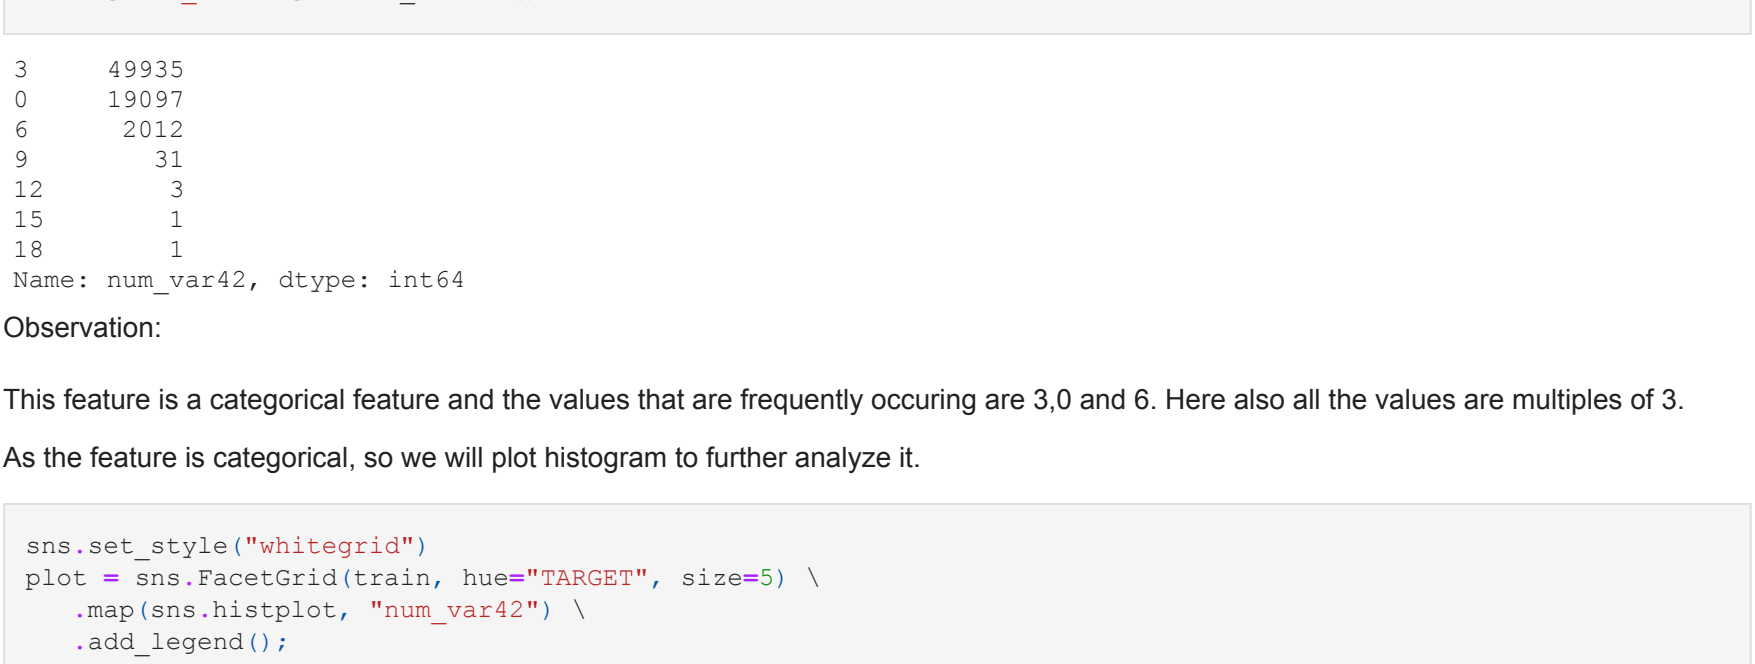 3 49935
0 19097
6 2012
9 31
12 3
15 1
18 1
Name: num_var42, dtype: int64
Observation:
This feature is a categorical feature and the values that are frequently occuring are 3,0 and 6. Here also all the values are multiples of 3.
As the feature is categorical, so we will plot histogram to further analyze it.
sns.set_style("whitegrid")
plot = sns.FacetGrid(train, hue="TARGET", size=5) \
.map(sns.histplot, "num_var42") \
.add_legend();